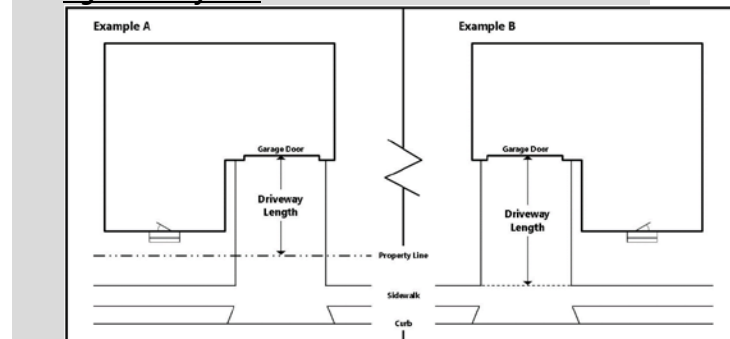 Example A
Example B
Garage Door
Garage Door
Driveway
Length
Driveway
Length
Property Line
Sidewalk
Curb